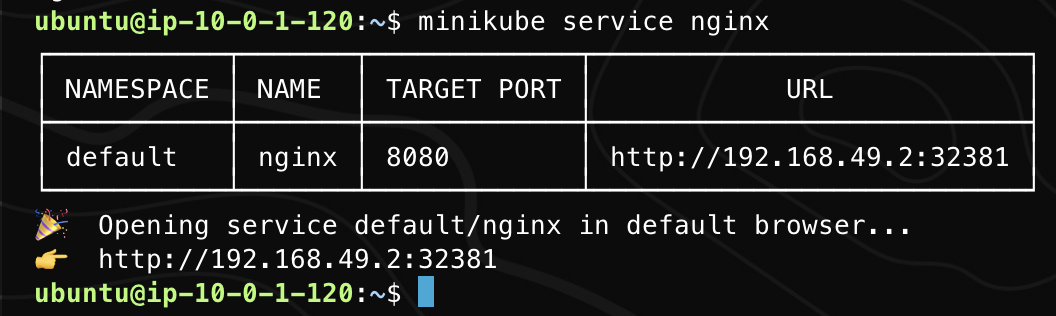 ubuntu@ip-10-0-1-120:~$ minikube service nginx
NAMESPACE NAME TARGET PORT URL
default nginx 8080 http://192.168.49.2:32381
🎉 Opening service default/nginx in default browser...
👉 http://192.168.49.2:32381
ubuntu@ip-10-0-1-120:~$